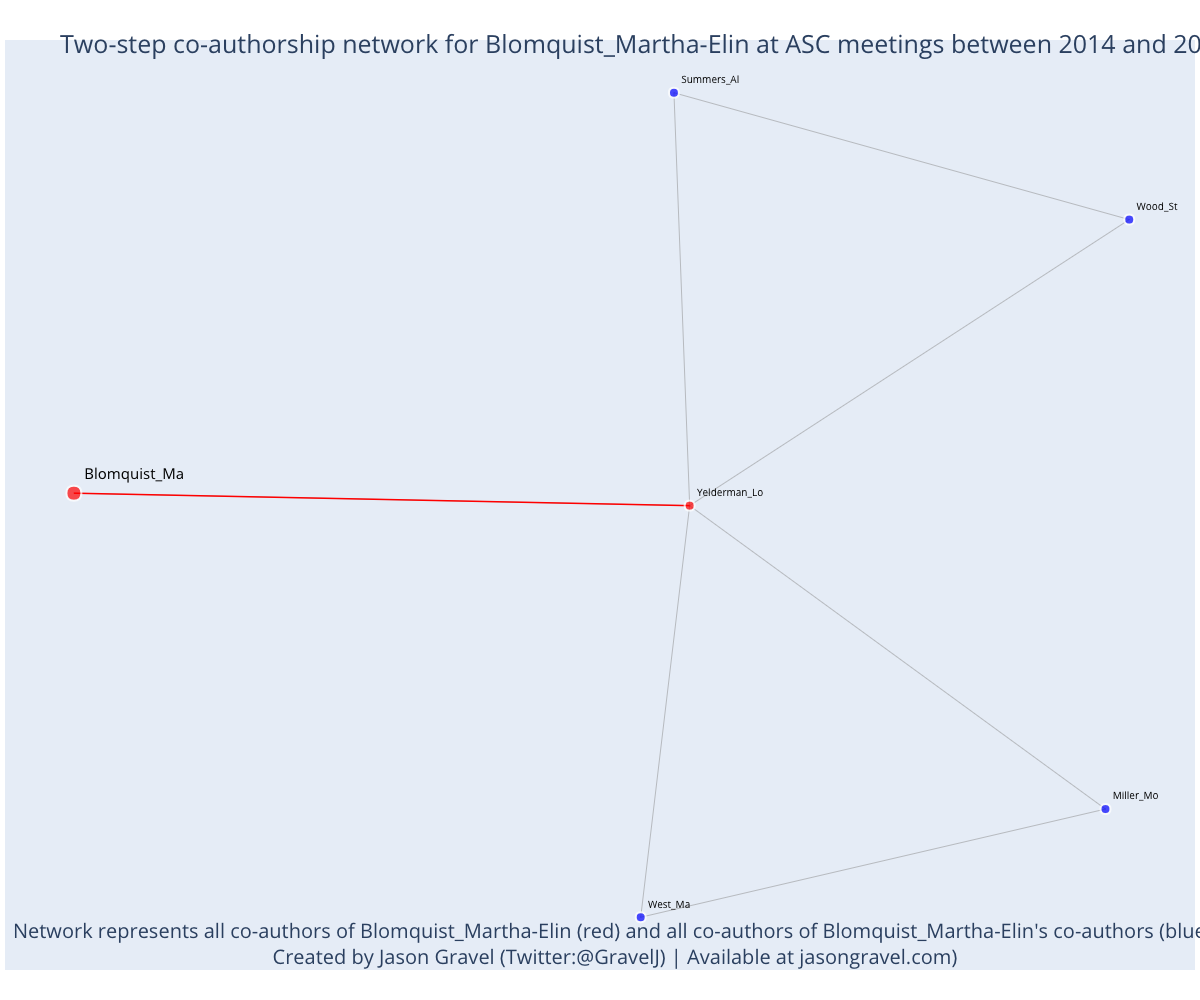 Two-step co-authorship network for Blomquist_Martha-Elin at ASC meetings between 2014 and 20
Summers_Al
Wood_St
Blomquist_Ma
Yelderman_Lo
Miller_Mo
West_Ma
Network represents all co-authors of Blomquist_Martha-Elin (red) and all co-authors of Blomquist_Martha-Elin's co-authors (blue
Created by Jason Gravel (Twitter:@GravelJ) | Available at jasongravel.com)